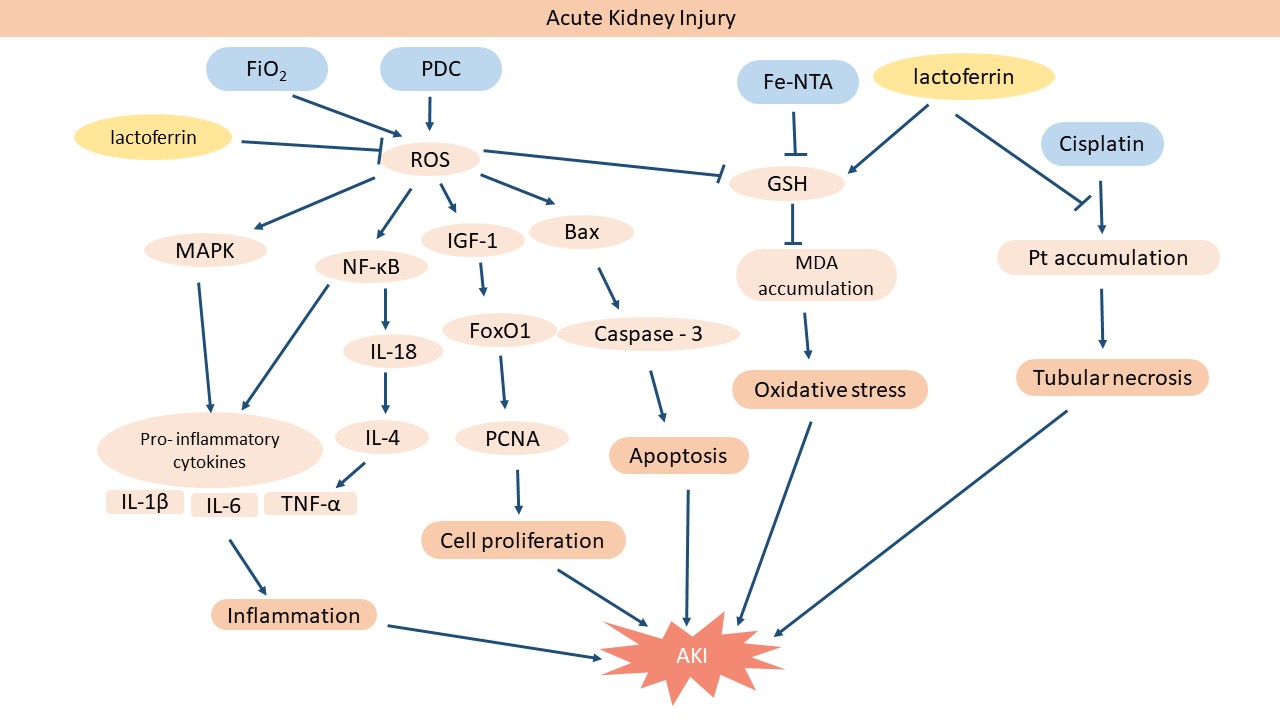 Acute Kidney Injury
FiO₂
PDC
Fe-NTA
lactoferrin
lactoferrin
Cisplatin
ROS
GSH
MAPK
NF-κB
IGF-1
Bax
MDA
accumulation
Pt accumulation
IL-18
FoxO1
Caspase - 3
Oxidative stress
Tubular necrosis
Pro- inflammatory
cytokines
IL-4
PCNA
Apoptosis
IL-1β
IL-6
TNF-α
Cell proliferation
Inflammation
AKI